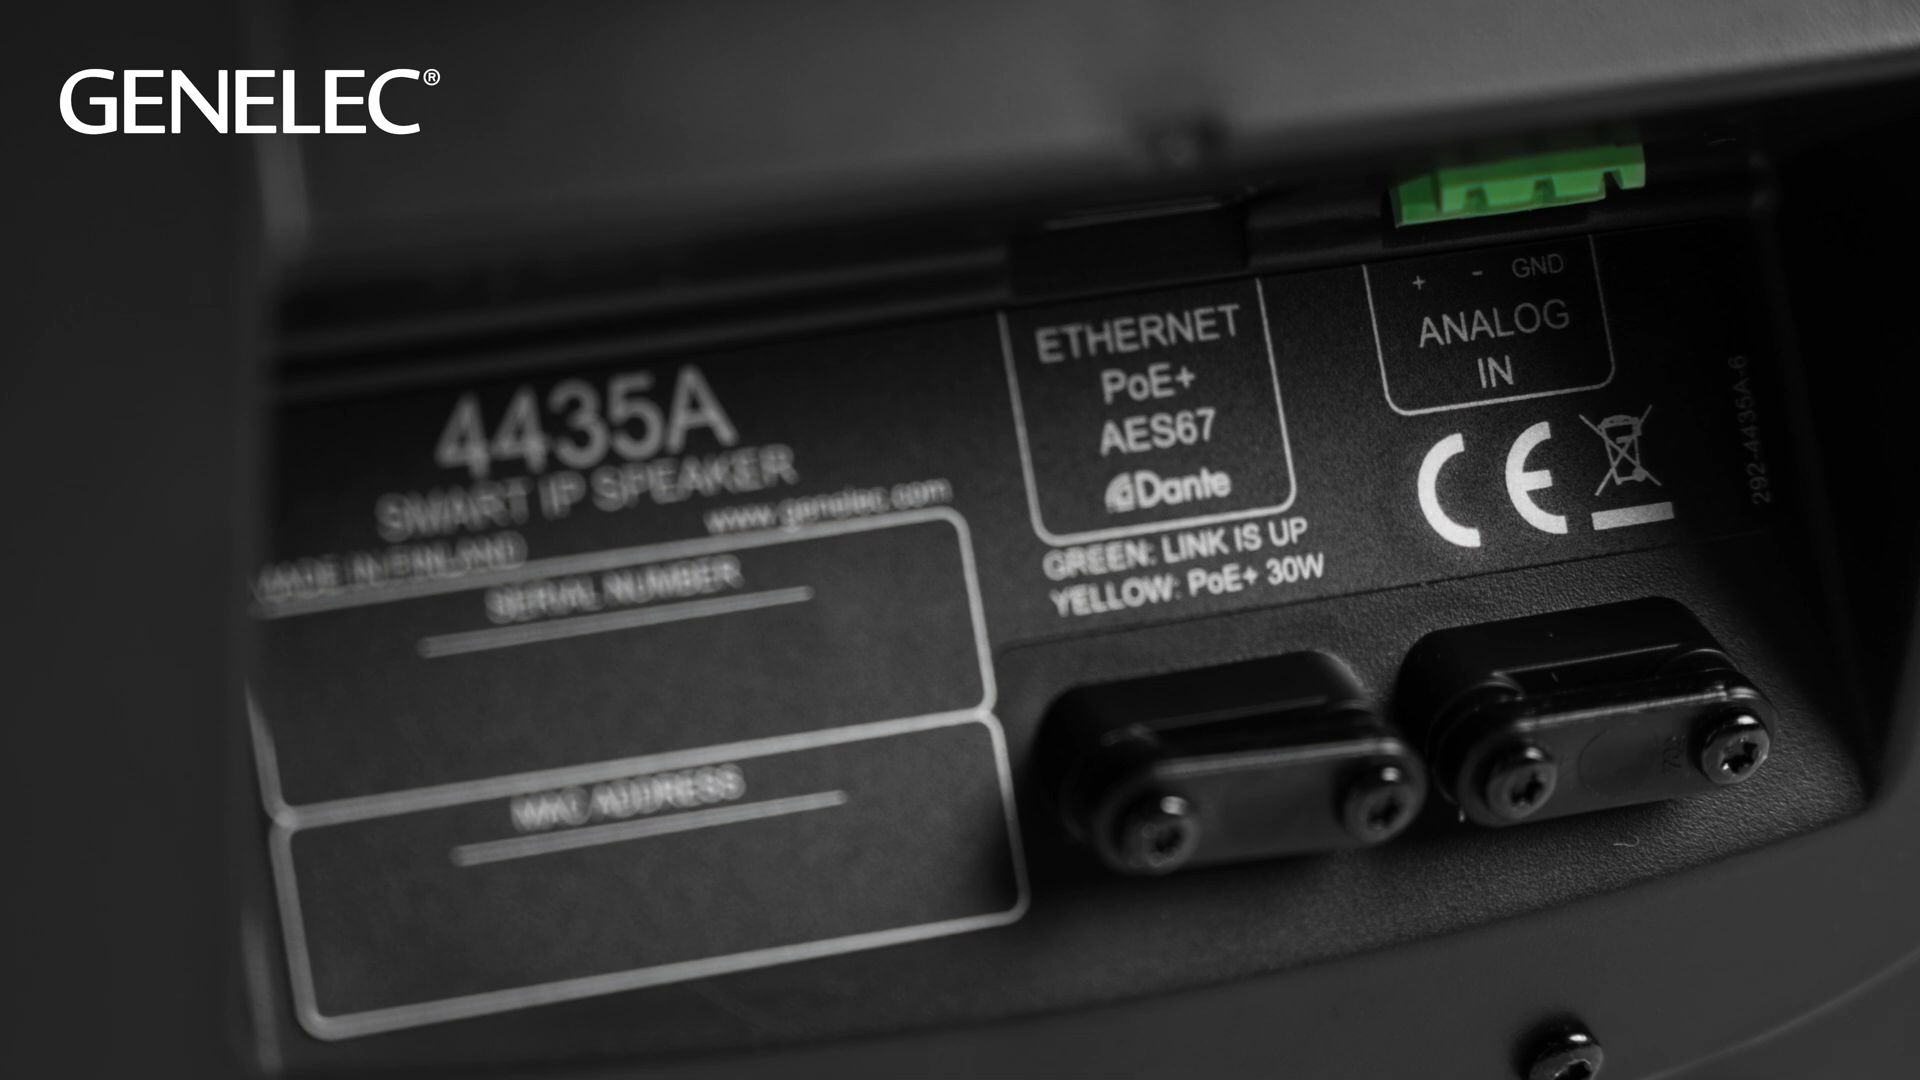 GENELEC®
4435A
SMART IP SPEAKER
www.genelec.com
MADE IN FINLAND
SERIAL NUMBER
MAC ADDRESS
ETHERNET
PoE+
AES67
Dante
GREEN: LINK IS UP
YELLOW: PoE+ 30W
+ - GND
ANALOG
IN
CE
292-4435A-6